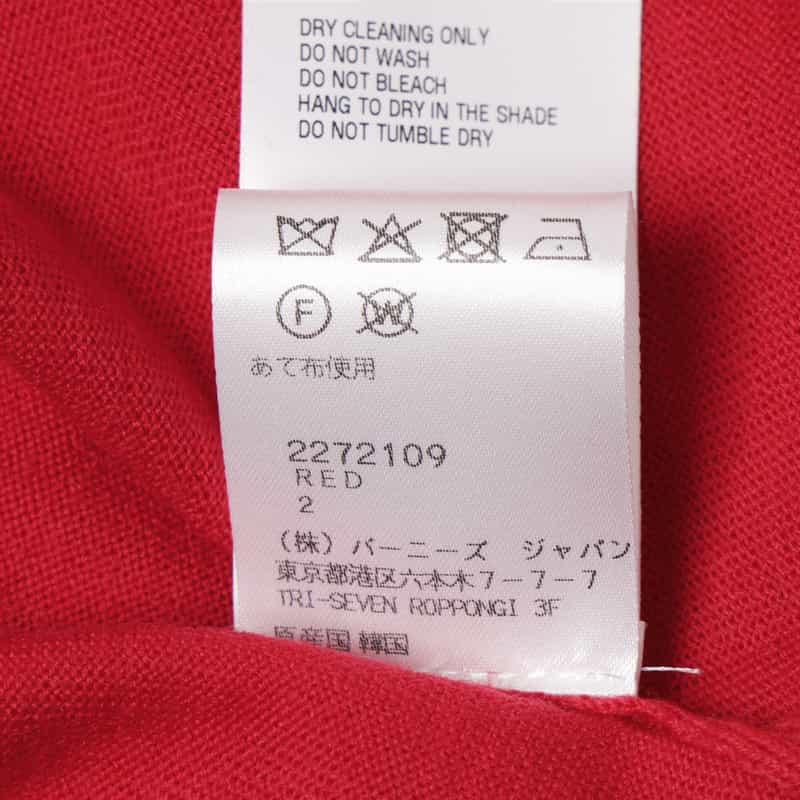 DRY CLEANING ONLY
DO NOT WASH
DO NOT BLEACH
HANG TO DRY IN THE SHADE
DO NOT TUMBLE DRY
F W
あて布使用
2272109
RED
2
(株) バーニーズ ジャパン
東京都港区六本木7-7-7
TRI-SEVEN ROPPONGI 3F
原産国 韓国